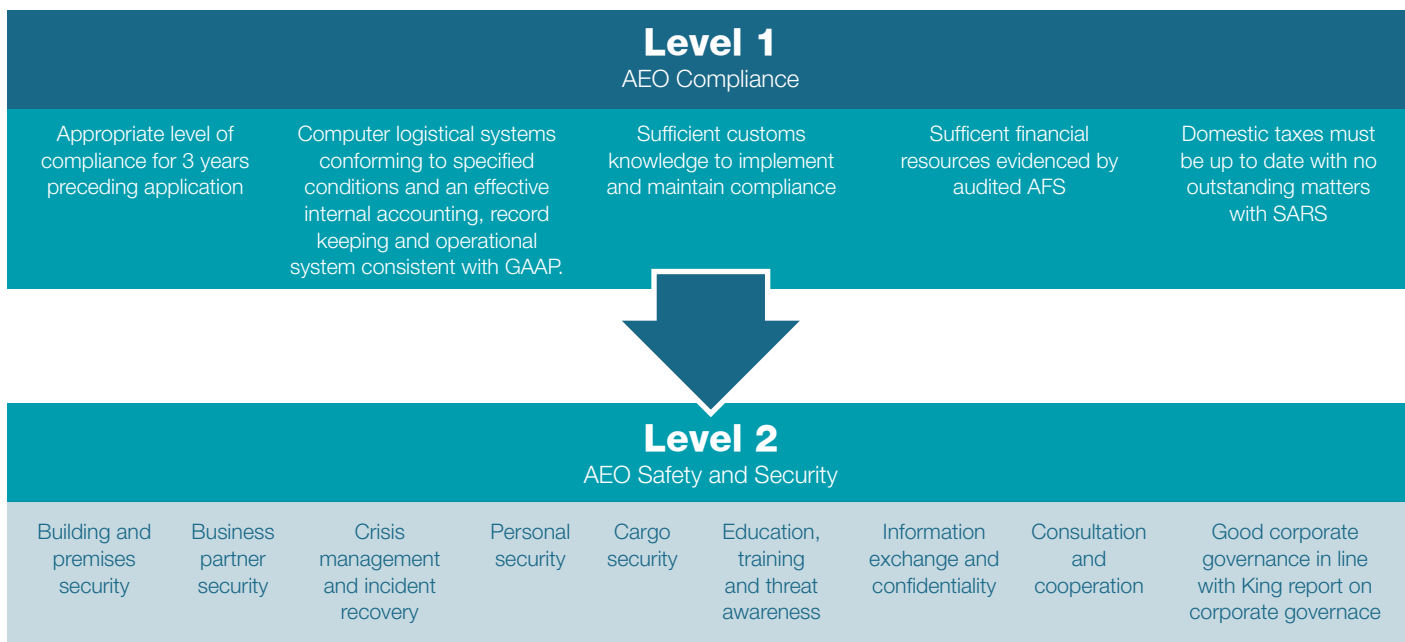 Level 1
AEO Compliance
Appropriate level of
compliance for 3 years
preceding application
Computer logistical systems
conforming to specified
conditions and an effective
internal accounting, record
keeping and operational
system consistent with GAAP.
Sufficient customs
knowledge to implement
and maintain compliance
Sufficent financial
resources evidenced by
audited AFS
Domestic taxes must
be up to date with no
outstanding matters
with SARS
Level 2
AEO Safety and Security
Building and
premises
security
Business
partner
security
Crisis
management
and incident
recovery
Personal
security
Cargo
security
Education,
training
and threat
awareness
Information
exchange and
confidentiality
Consultation
and
cooperation
Good corporate
governance in line
with King report on
corporate governace